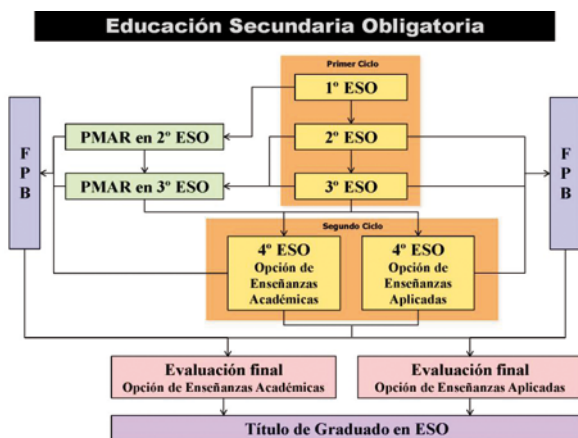 Educación Secundaria Obligatoria
Primer Ciclo
1º ESO
PMAR en 2º ESO
2º ESO
PMAR en 3º ESO
3º ESO
F
P
B
F
P
B
Segundo Ciclo
4º ESO
Opción de
Enseñanzas
Académicas
4º ESO
Opción de
Enseñanzas
Aplicadas
Evaluación final
Opción de Enseñanzas Académicas
Evaluación final
Opción de Enseñanzas Aplicadas
Título de Graduado en ESO